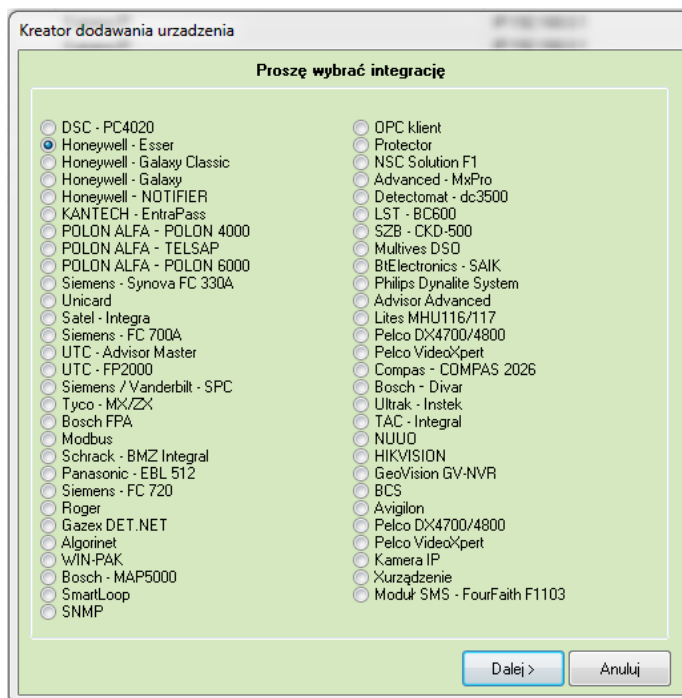 Kreator dodawania urzadzenia
Proszę wybrać integrację
DSC - PC4020
Honeywell - Esser
Honeywell - Galaxy Classic
Honeywell - Galaxy
Honeywell - NOTIFIER
KANTECH - EntraPass
POLON ALFA - POLON 4000
POLON ALFA - TELSAP
POLON ALFA - POLON 6000
Siemens - Synova FC 330A
Unicard
Satel - Integra
Siemens - FC 700A
UTC - Advisor Master
UTC - FP2000
Siemens / Vanderbilt - SPC
Tyco - MX/ZX
Bosch FPA
Modbus
Schrack - BMZ Integral
Panasonic - EBL 512
Siemens - FC 720
Roger
Gazex DET.NET
Algorinet
WIN-PAK
Bosch - MAP5000
SmartLoop
SNMP
OPC klient
Protector
NSC Solution F1
Advanced - MxPro
Detectomat - dc3500
LST - BC600
SZB - CKD-500
Multives DSO
BtElectronics - SAIK
Philips Dynalite System
Advisor Advanced
Lites MHU116/117
Pelco DX4700/4800
Pelco VideoXpert
Compas - COMPAS 2026
Bosch - Divar
Ultrak - Instek
TAC - Integral
NUUO
HIKVISION
GeoVision GV-NVR
BCS
Avigilon
Pelco DX4700/4800
Pelco VideoXpert
Kamera IP
Xurządzenie
Moduł SMS - FourFaith F1103
Dalej >
Anuluj